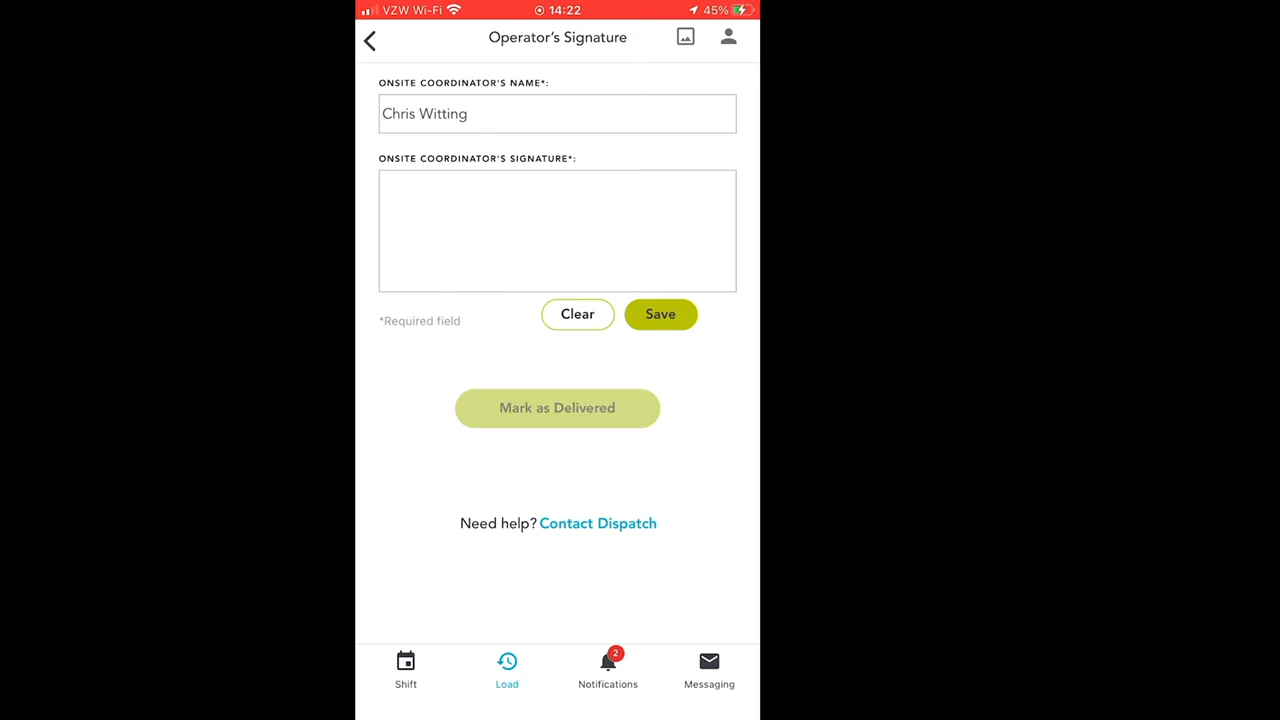 VZW Wi-Fi 14:22 45%
Operator's Signature
ONSITE COORDINATOR'S NAME*:
Chris Witting
ONSITE COORDINATOR'S SIGNATURE*:
*Required field Clear Save
Mark as Delivered
Need help? Contact Dispatch
2
Shift Load Notifications Messaging